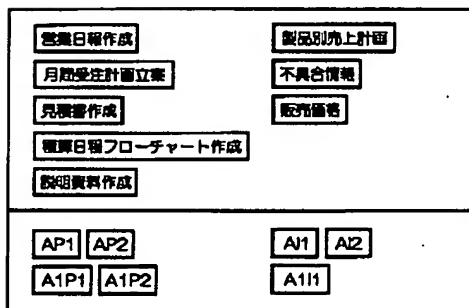 営業日報作成
製品別売上計画
月間受注計画立案
不具合情報
見積書作成
販売価格
積算日程フローチャート作成
説明資料作成
AP1 AP2
AI1 AI2
A1P1 A1P2
A1I1